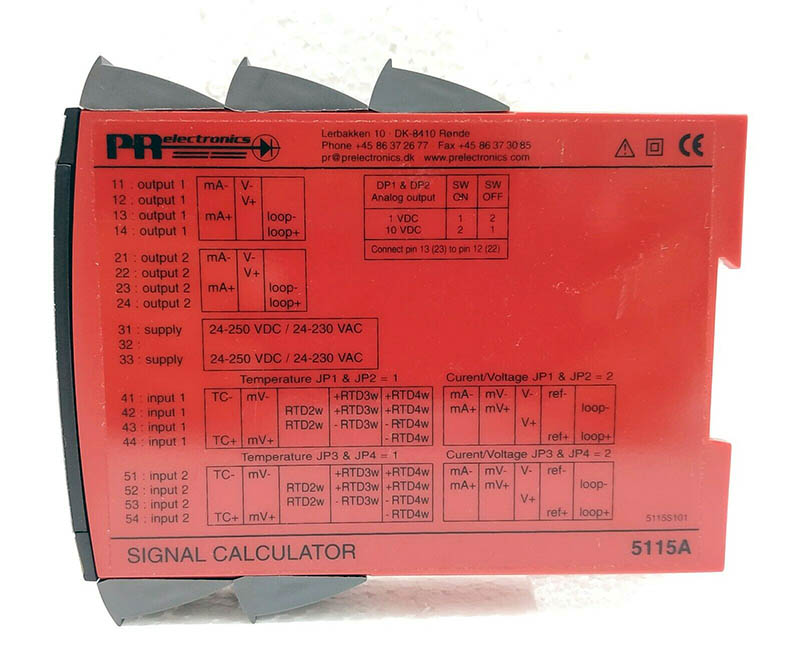 PR electronics
Lerbakken 10 · DK-8410 Rønde
Phone +45 86 37 26 77 Fax +45 86 37 30 85
pr@prelectronics.dk www.prelectronics.com
CE
11 : output 1 mA- V-
12 : output 1 V+
13 : output 1 mA+ loop-
14 : output 1 loop+
DP1 & DP2 SW SW
Analog output ON OFF
1 VDC 1 2
10 VDC 2 1
Connect pin 13 (23) to pin 12 (22)
21 : output 2 mA- V-
22 : output 2 V+
23 : output 2 mA+ loop-
24 : output 2 loop+
31 : supply 24-250 VDC / 24-230 VAC
32 :
33 : supply 24-250 VDC / 24-230 VAC
Temperature JP1 & JP2 = 1 Curent/Voltage JP1 & JP2 = 2
41 : input 1 TC- mV- +RTD3w +RTD4w mA- mV- V- ref-
42 : input 1 RTD2w +RTD3w +RTD4w mA+ mV+ loop-
43 : input 1 RTD2w - RTD3w - RTD4w V+
44 : input 1 TC+ mV+ - RTD4w ref+ loop+
Temperature JP3 & JP4 = 1 Curent/Voltage JP3 & JP4 = 2
51 : input 2 TC- mV- +RTD3w +RTD4w mA- mV- V- ref-
52 : input 2 RTD2w +RTD3w +RTD4w mA+ mV+ loop-
53 : input 2 RTD2w - RTD3w - RTD4w V+
54 : input 2 TC+ mV+ - RTD4w ref+ loop+
5115S101
SIGNAL CALCULATOR 5115A